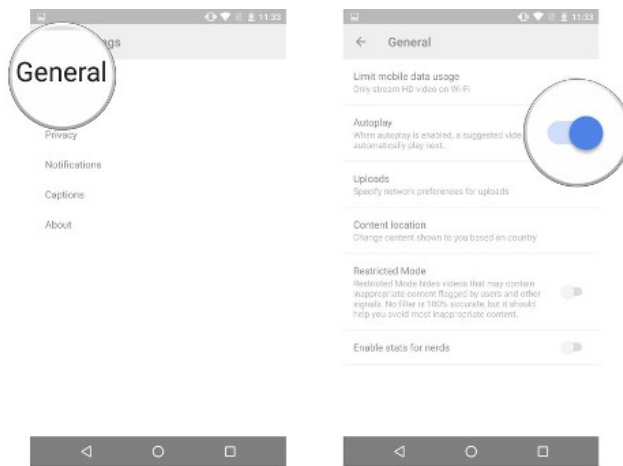 11:33
ngs
General
Privacy
Notifications
Captions
About
11:33
General
Limit mobile data usage
Only stream HD video on Wi-Fi
Autoplay
When autoplay is enabled, a suggested vide
automatically play next.
Uploads
Specify network preferences for uploads
Content location
Change content shown to you based on country
Restricted Mode
Restricted Mode hides videos that may contain
inappropriate content flagged by users and other
signals. No filter is 100% accurate, but it should
help you avoid most inappropriate content.
Enable stats for nerds